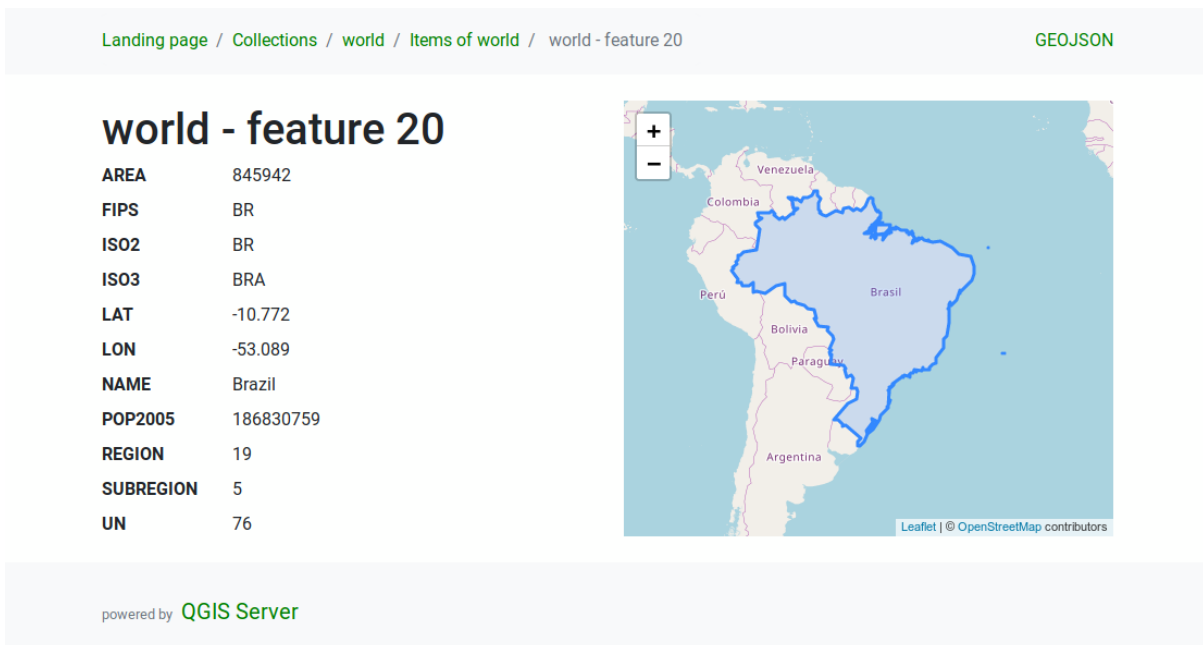 Landing page / Collections / world / Items of world / world - feature 20
GEOJSON
world - feature 20
AREA 845942
FIPS BR
ISO2 BR
ISO3 BRA
LAT -10.772
LON -53.089
NAME Brazil
POP2005 186830759
REGION 19
SUBREGION 5
UN 76
+
−
Venezuela
Colombia
Perú
Brasil
Bolivia
Paraguay
Argentina
Leaflet | © OpenStreetMap contributors
powered by QGIS Server